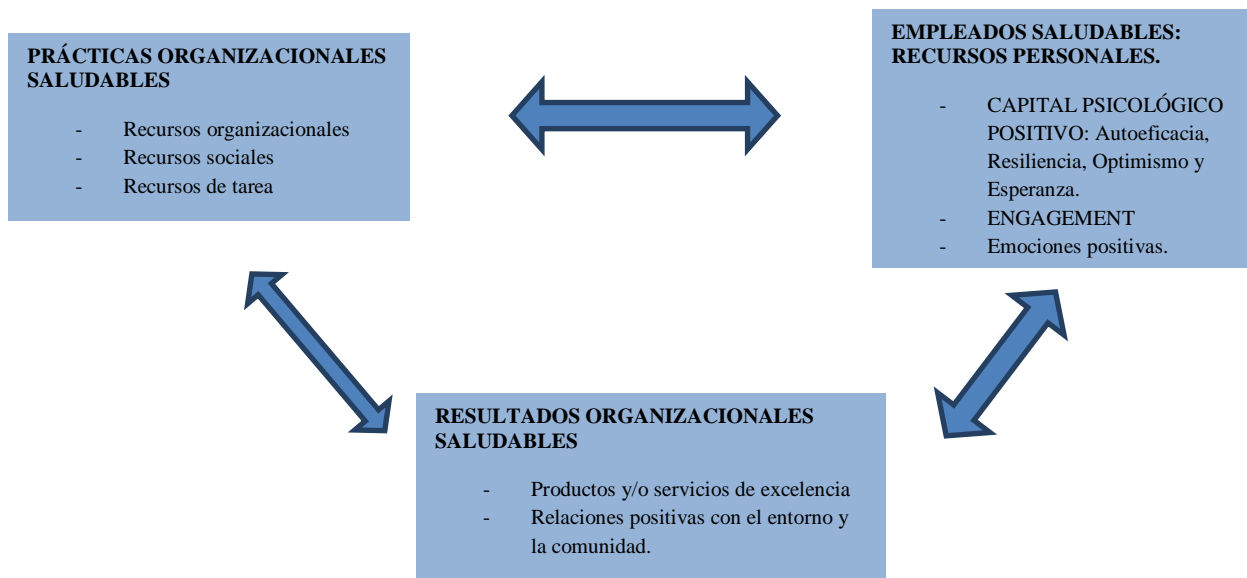 PRÁCTICAS ORGANIZACIONALES
SALUDABLES
- Recursos organizacionales
- Recursos sociales
- Recursos de tarea
EMPLEADOS SALUDABLES:
RECURSOS PERSONALES.
- CAPITAL PSICOLÓGICO
POSITIVO: Autoeficacia,
Resiliencia, Optimismo y
Esperanza.
- ENGAGEMENT
- Emociones positivas.
RESULTADOS ORGANIZACIONALES
SALUDABLES
- Productos y/o servicios de excelencia
- Relaciones positivas con el entorno y
la comunidad.